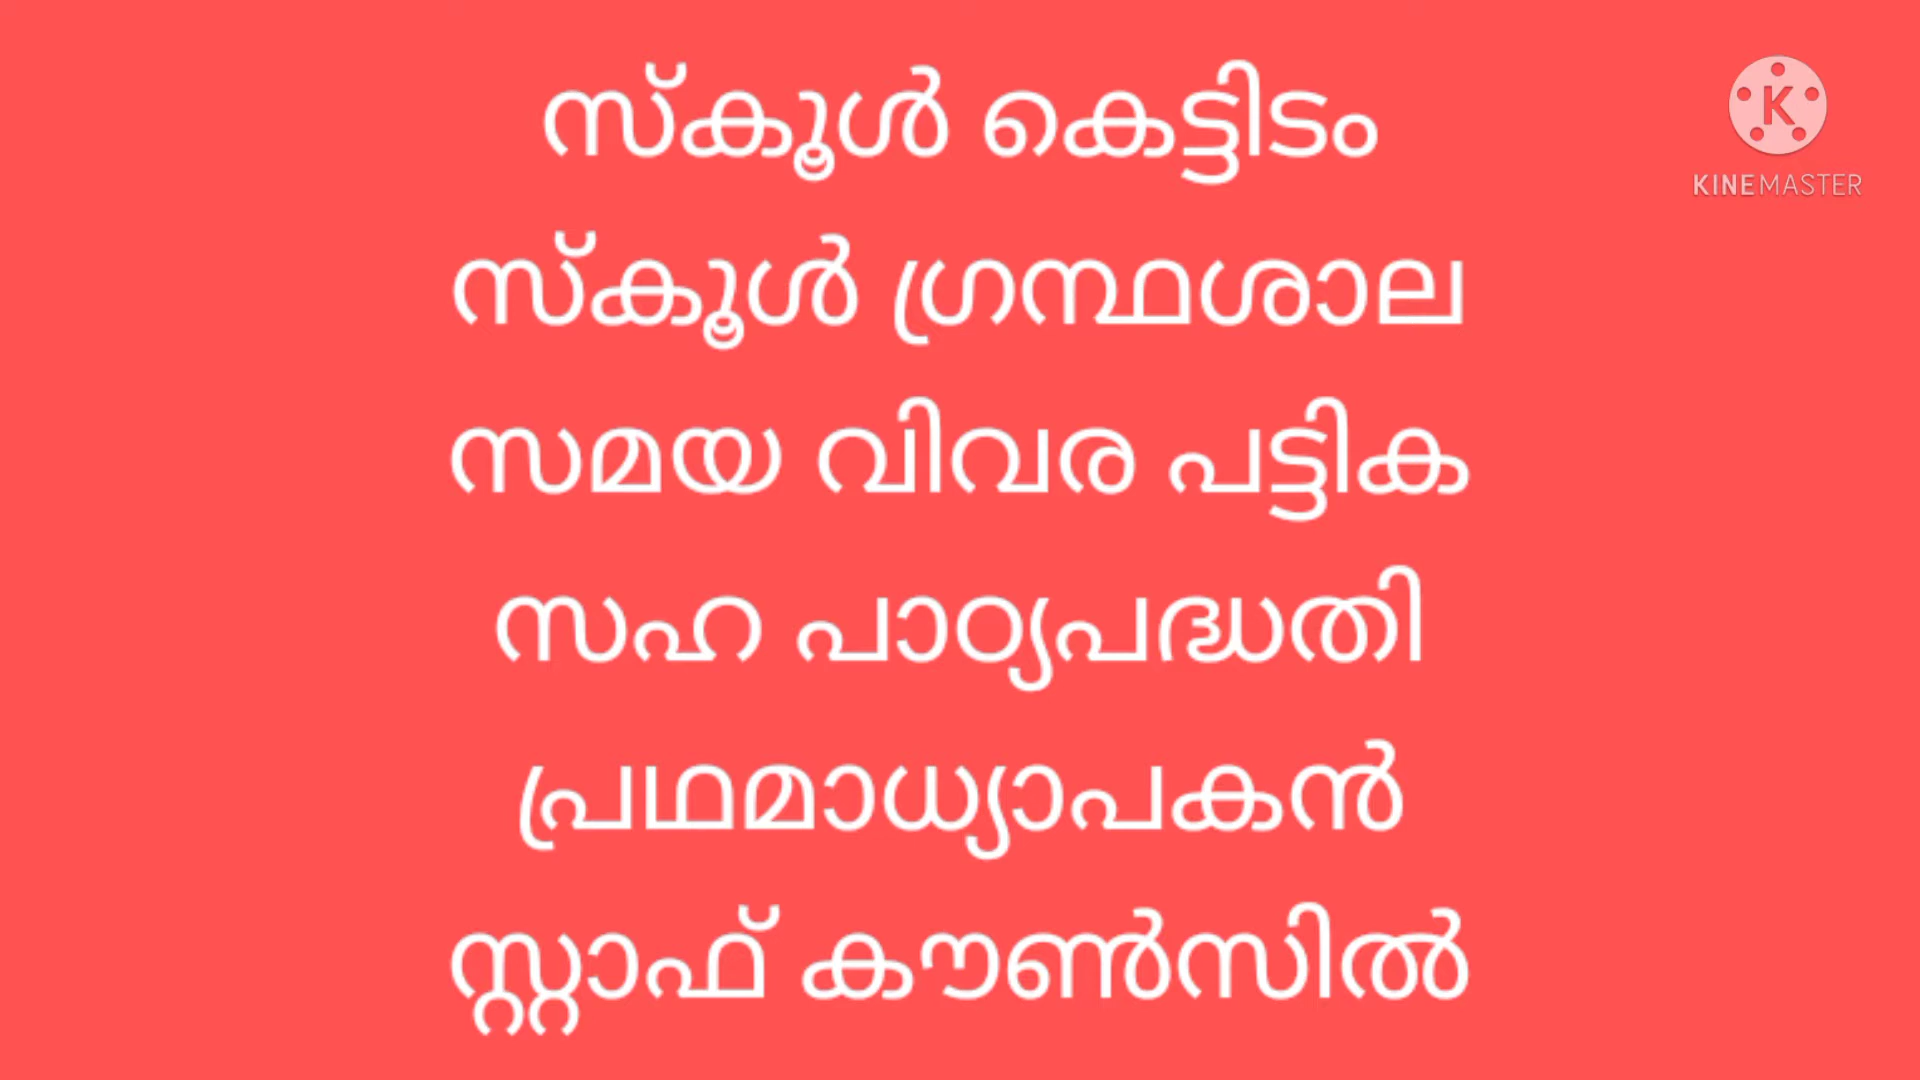 സ്കൂൾ കെട്ടിടം
സ്കൂൾ ഗ്രന്ഥശാല
സമയ വിവര പട്ടിക
സഹ പാഠ്യപദ്ധതി
പ്രഥമാധ്യാപകൻ
സ്റ്റാഫ് കൗൺസിൽ
K
KINEMASTER